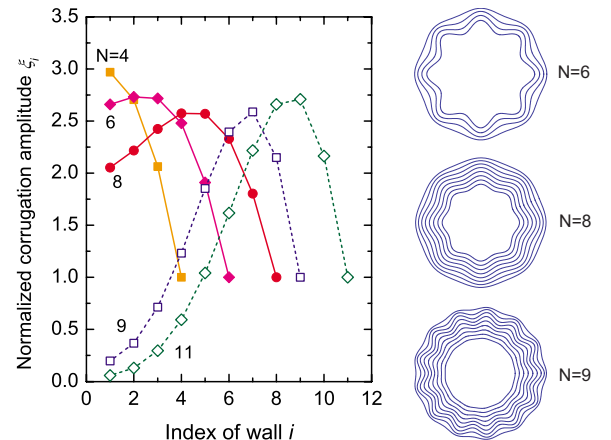 Normalized corrugation amplitude ξi
3.5
3.0
2.5
2.0
1.5
1.0
0.5
0.0
N=4
6
8
9
11
0 2 4 6 8 10 12
Index of wall i
N=6
N=8
N=9